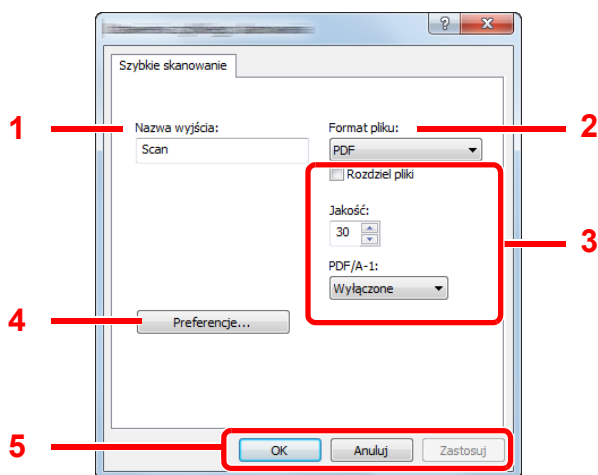 Szybkie skanowanie
1 Nazwa wyjścia: Format pliku: 2
Scan PDF
Rozdziel pliki
Jakość:
30 3
PDF/A-1:
Wyłączone
4 Preferencje...
5 OK Anuluj Zastosuj